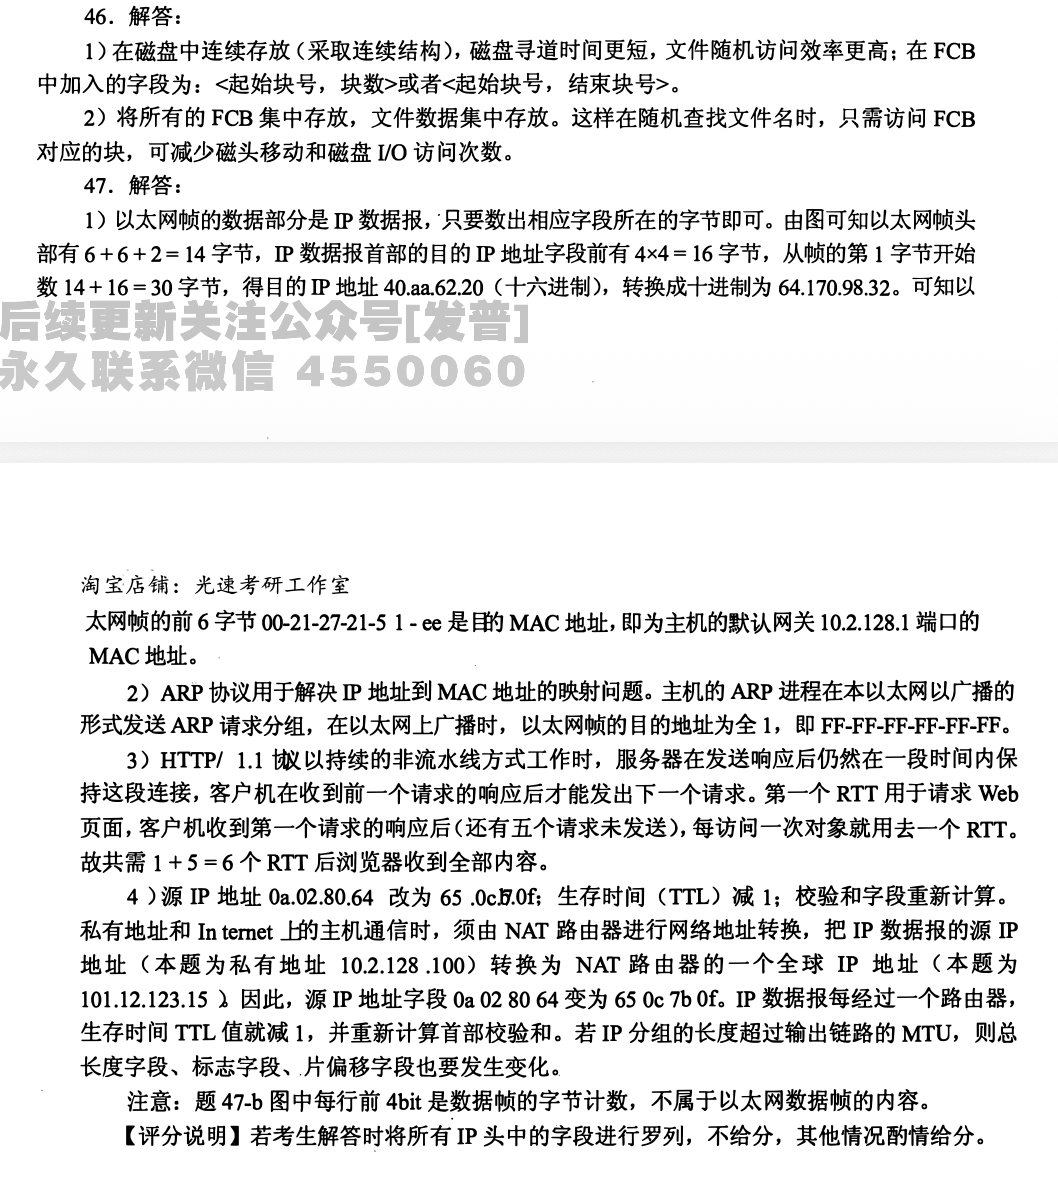 46．解答：
1）在磁盘中连续存放（采取连续结构），磁盘寻道时间更短，文件随机访问效率更高；在 FCB
中加入的字段为：<起始块号，块数>或者<起始块号，结束块号>。
2）将所有的 FCB 集中存放，文件数据集中存放。这样在随机查找文件名时，只需访问 FCB
对应的块，可减少磁头移动和磁盘 I/O 访问次数。
47．解答：
1）以太网帧的数据部分是 IP 数据报，只要数出相应字段所在的字节即可。由图可知以太网帧头
部有 6+6+2=14 字节，IP 数据报首部的目的 IP 地址字段前有 4×4=16 字节，从帧的第 1 字节开始
数 14+16=30 字节，得目的 IP 地址 40.aa.62.20（十六进制），转换成十进制为 64.170.98.32。可知以
后续更新关注公众号[发普]
永久联系微信 4550060
淘宝店铺：光速考研工作室
太网帧的前 6 字节 00-21-27-21-5 1 - ee 是目的 MAC 地址，即为主机的默认网关 10.2.128.1 端口的
MAC 地址。
2）ARP 协议用于解决 IP 地址到 MAC 地址的映射问题。主机的 ARP 进程在本以太网以广播的
形式发送 ARP 请求分组，在以太网上广播时，以太网帧的目的地址为全 1，即 FF-FF-FF-FF-FF-FF。
3）HTTP/ 1.1 协议以持续的非流水线方式工作时，服务器在发送响应后仍然在一段时间内保
持这段连接，客户机在收到前一个请求的响应后才能发出下一个请求。第一个 RTT 用于请求 Web
页面，客户机收到第一个请求的响应后（还有五个请求未发送），每访问一次对象就用去一个 RTT。
故共需 1+5=6 个 RTT 后浏览器收到全部内容。
4 ）源 IP 地址 0a.02.80.64 改为 65 .0c.7b.0f；生存时间（TTL）减 1；校验和字段重新计算。
私有地址和 In ternet 上的主机通信时，须由 NAT 路由器进行网络地址转换，把 IP 数据报的源 IP
地址（本题为私有地址 10.2.128 .100）转换为 NAT 路由器的一个全球 IP 地址（本题为
101.12.123.15 ）。因此，源 IP 地址字段 0a 02 80 64 变为 65 0c 7b 0f。IP 数据报每经过一个路由器，
生存时间 TTL 值就减 1，并重新计算首部校验和。若 IP 分组的长度超过输出链路的 MTU，则总
长度字段、标志字段、片偏移字段也要发生变化。
注意：题 47-b 图中每行前 4bit 是数据帧的字节计数，不属于以太网数据帧的内容。
【评分说明】若考生解答时将所有 IP 头中的字段进行罗列，不给分，其他情况酌情给分。